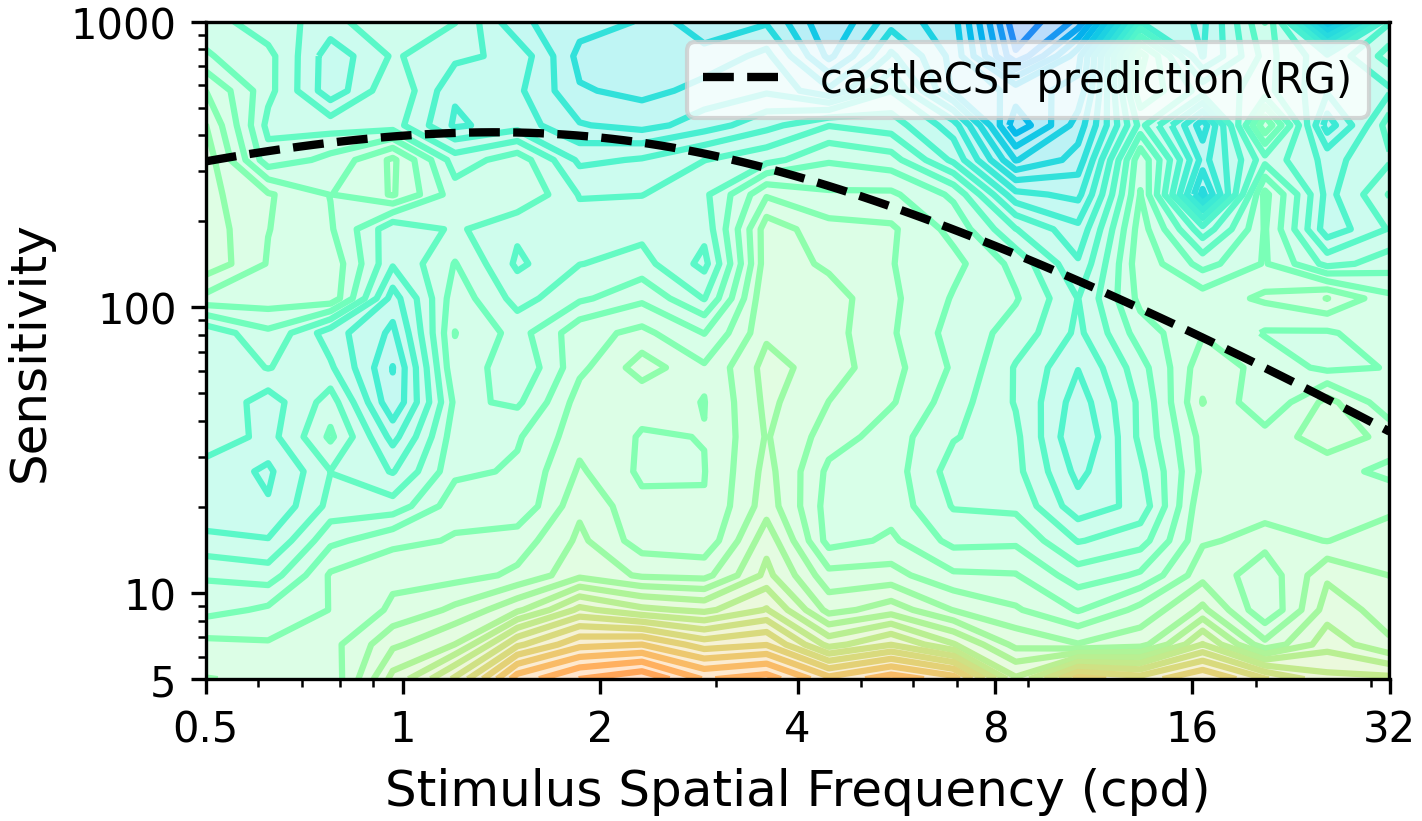 1000
castleCSF prediction (RG)
100
10
5
Sensitivity
0.5 1 2 4 8 16 32
Stimulus Spatial Frequency (cpd)